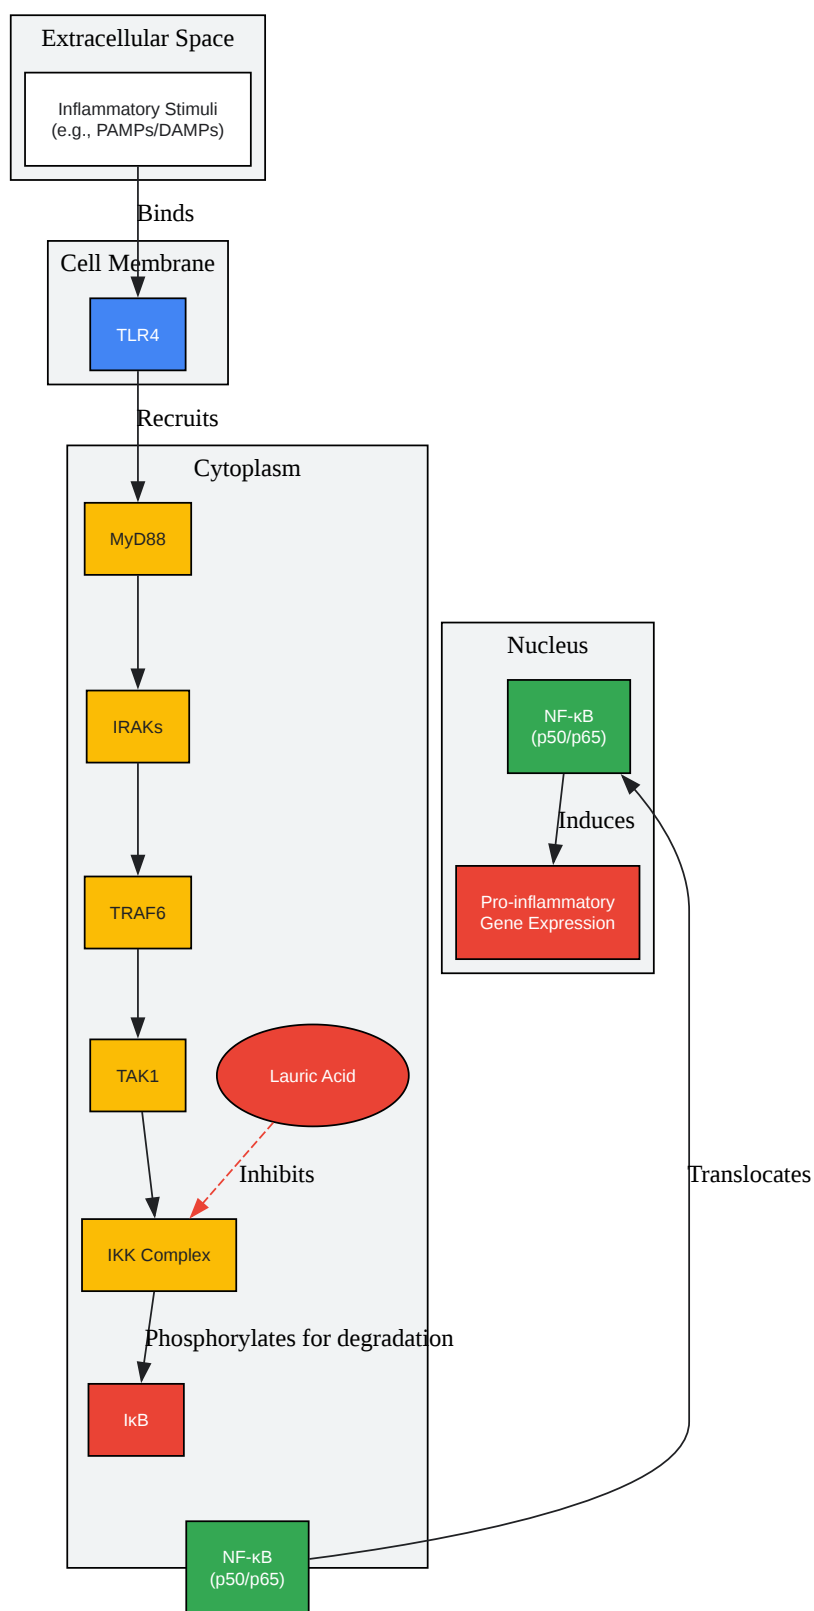 Extracellular Space
Inflammatory Stimuli
(e.g., PAMPs/DAMPs)
Binds
Cell Membrane
TLR4
Recruits
Cytoplasm
MyD88
IRAKs
TRAF6
TAK1
Lauric Acid
Inhibits
IKK Complex
Phosphorylates for degradation
IκB
NF-κB
(p50/p65)
Translocates
Nucleus
NF-κB
(p50/p65)
Induces
Pro-inflammatory
Gene Expression